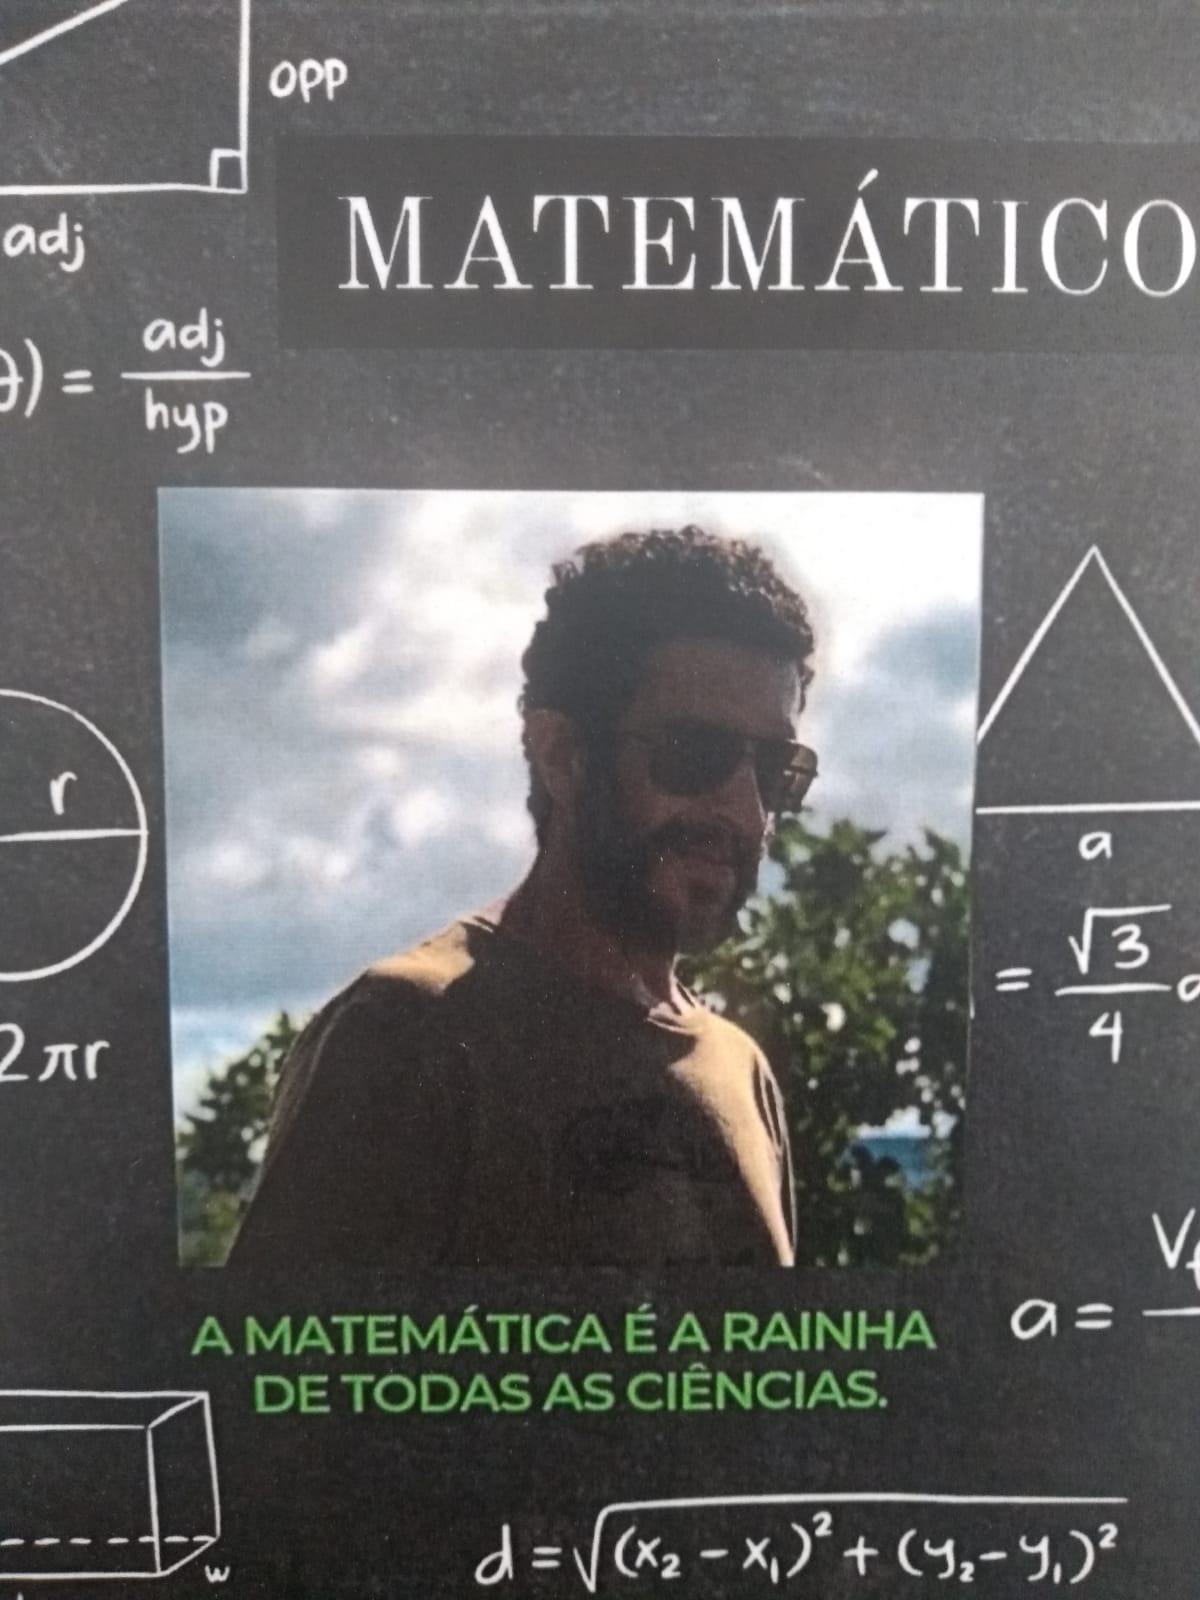 OPP
MATEMÁTICO
adj
) = adj
hyp
r
a
= √3
4
2πr
a =
A MATEMÁTICA É A RAINHA
DE TODAS AS CIÊNCIAS.
w
d = √(x₂ - x₁)² + (y₂ - y₁)²